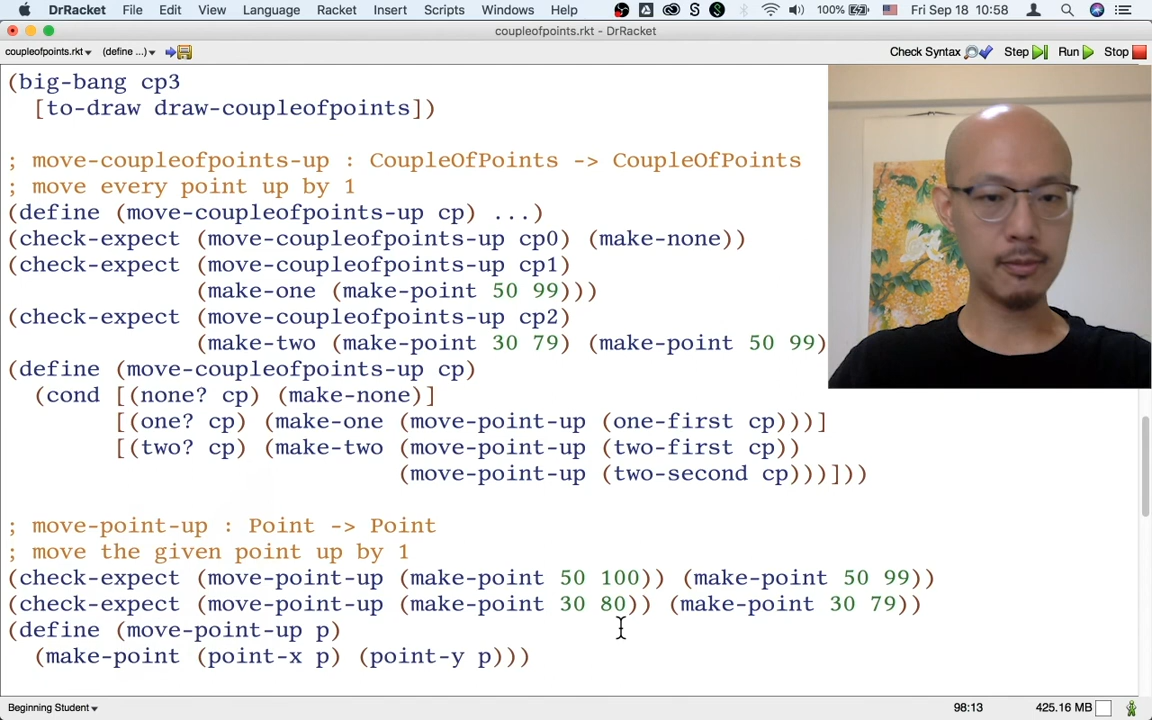 DrRacket File Edit View Language Racket Insert Scripts Windows Help 100% Fri Sep 18 10:58
coupleofpoints.rkt - DrRacket
coupleofpoints.rkt (define ...) Check Syntax Step Run Stop
(big-bang cp3
[to-draw draw-coupleofpoints])
; move-coupleofpoints-up : CoupleOfPoints -> CoupleOfPoints
; move every point up by 1
(define (move-coupleofpoints-up cp) ...)
(check-expect (move-coupleofpoints-up cp0) (make-none))
(check-expect (move-coupleofpoints-up cp1)
(make-one (make-point 50 99)))
(check-expect (move-coupleofpoints-up cp2)
(make-two (make-point 30 79) (make-point 50 99)
(define (move-coupleofpoints-up cp)
(cond [(none? cp) (make-none)]
[(one? cp) (make-one (move-point-up (one-first cp)))]
[(two? cp) (make-two (move-point-up (two-first cp))
(move-point-up (two-second cp)))]))
; move-point-up : Point -> Point
; move the given point up by 1
(check-expect (move-point-up (make-point 50 100)) (make-point 50 99))
(check-expect (move-point-up (make-point 30 80)) (make-point 30 79))
(define (move-point-up p)
(make-point (point-x p) (point-y p)))
Beginning Student 98:13 425.16 MB